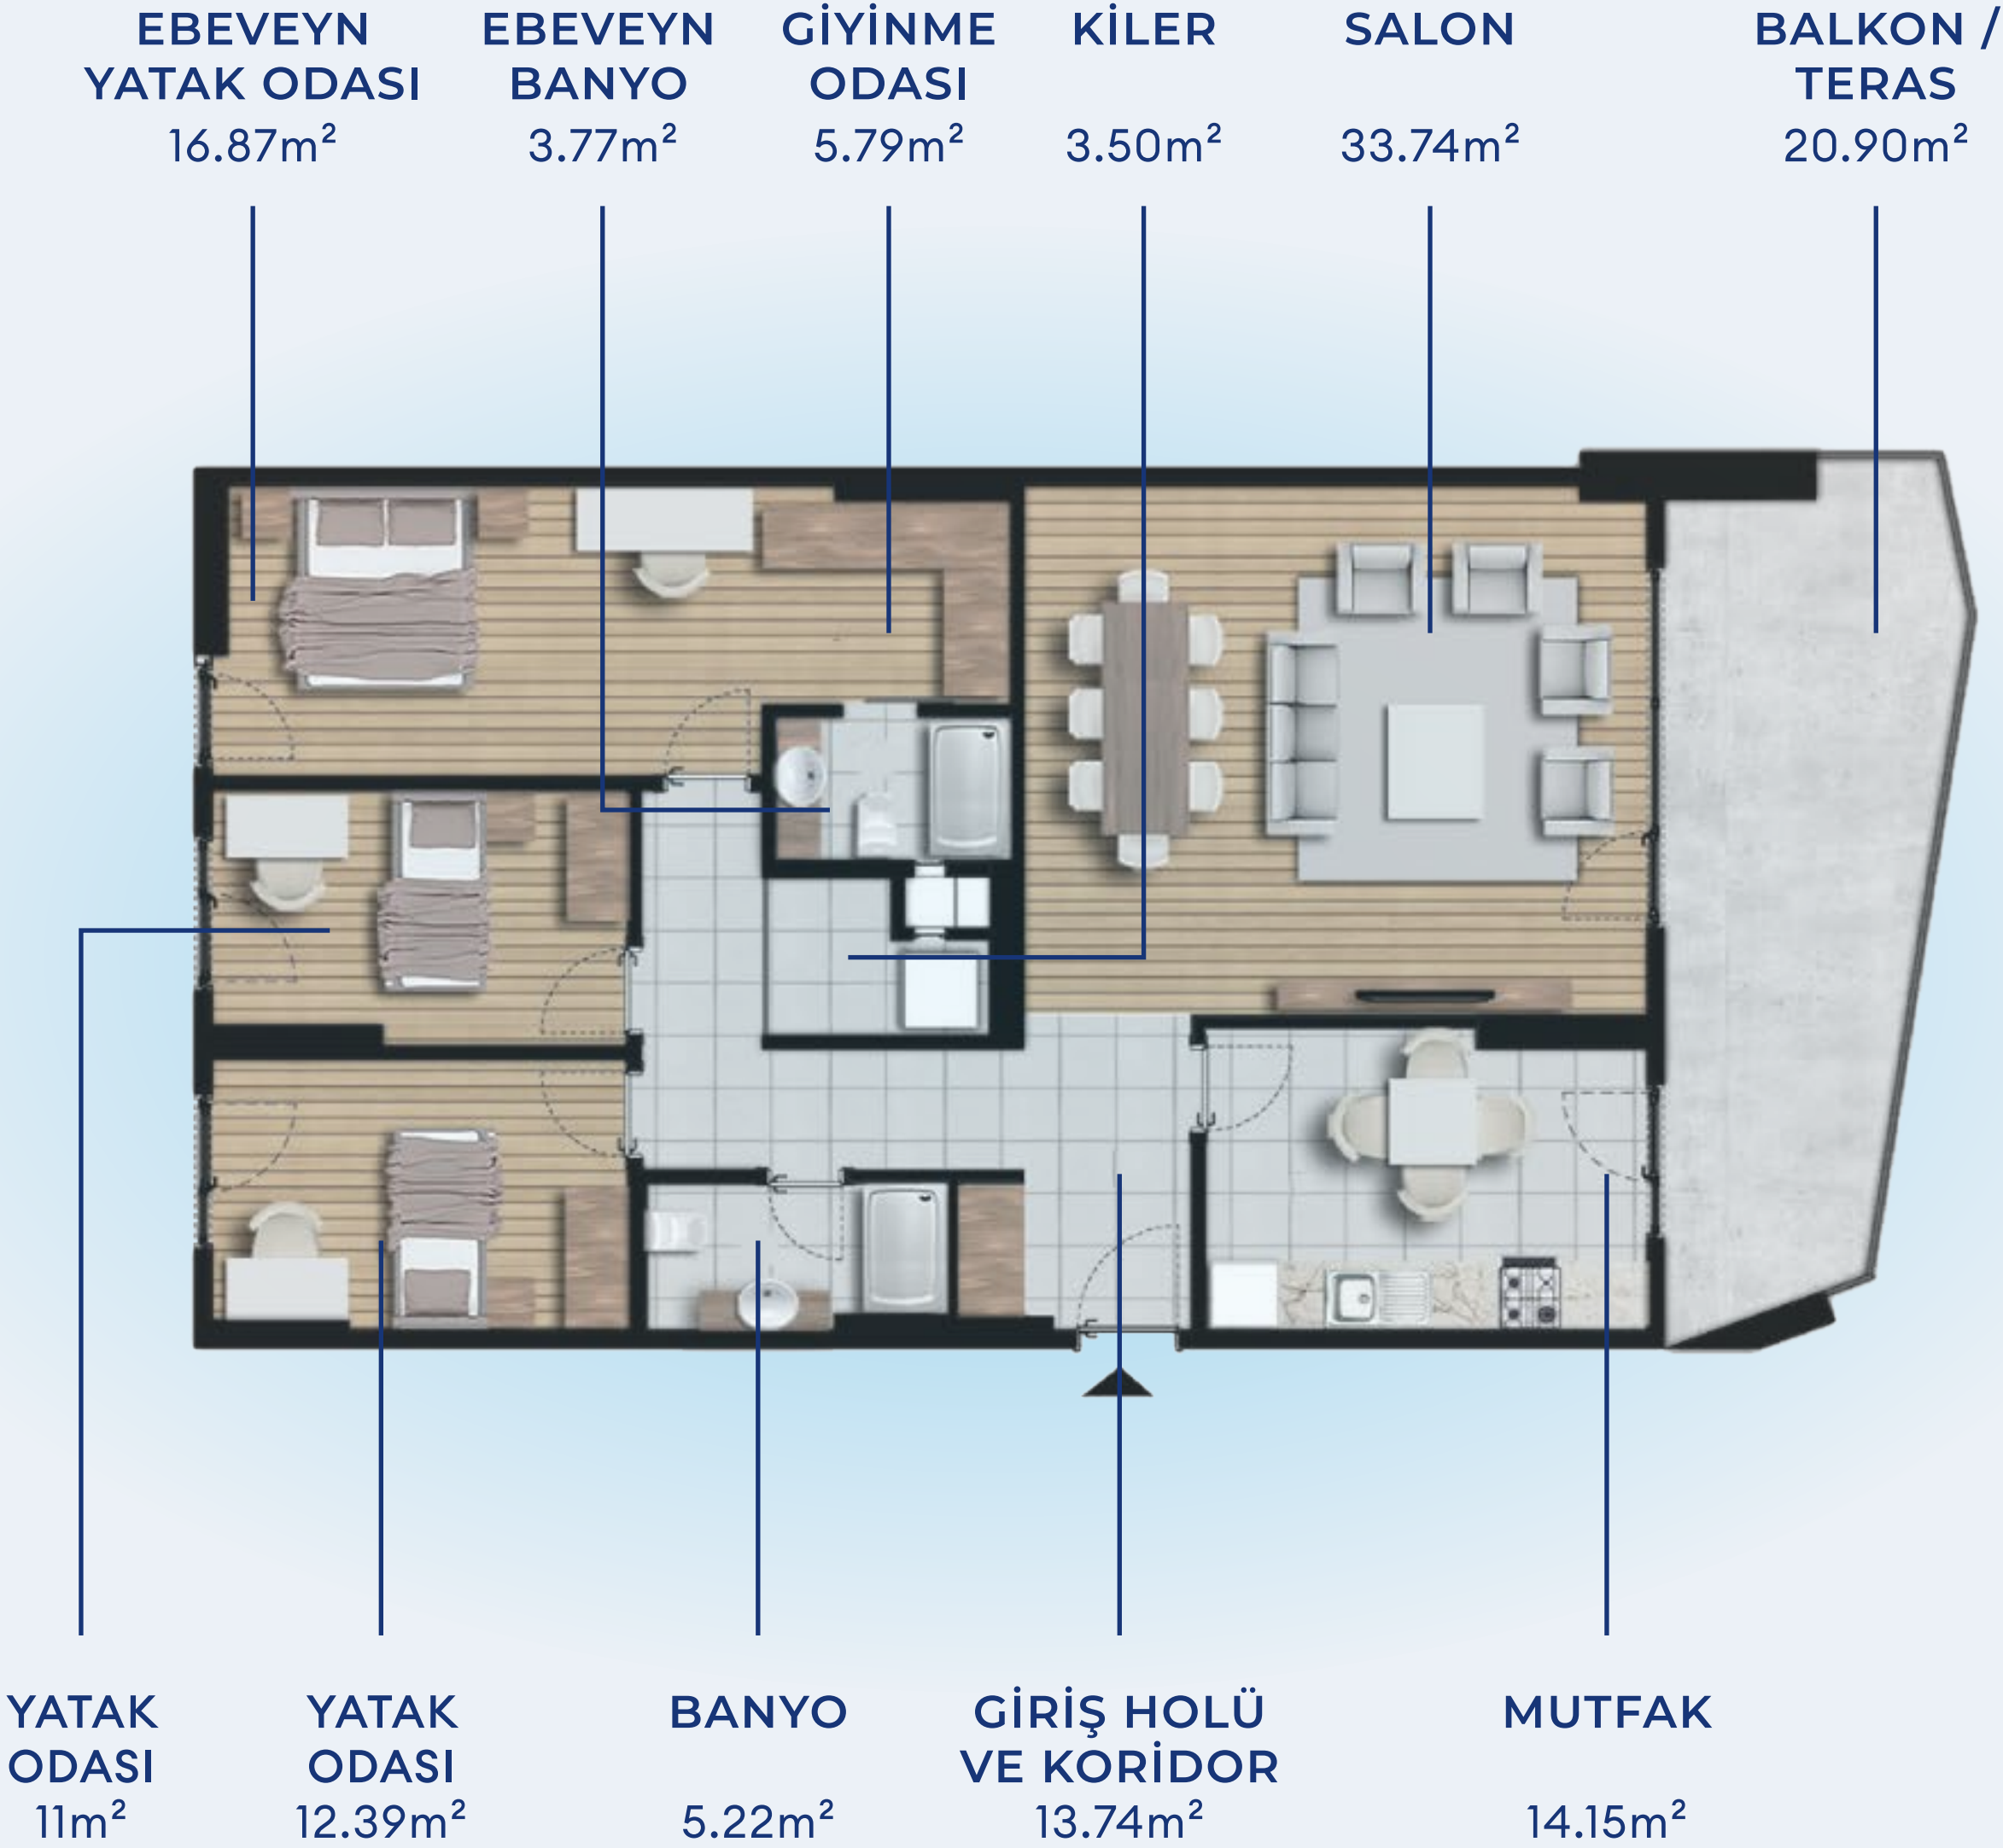 EBEVEYN
YATAK ODASI
16.87m²
EBEVEYN
BANYO
3.77m²
GİYİNME
ODASI
5.79m²
KİLER
3.50m²
SALON
33.74m²
BALKON /
TERAS
20.90m²
YATAK
ODASI
11m²
YATAK
ODASI
12.39m²
BANYO
5.22m²
GİRİŞ HOLÜ
VE KORİDOR
13.74m²
MUTFAK
14.15m²